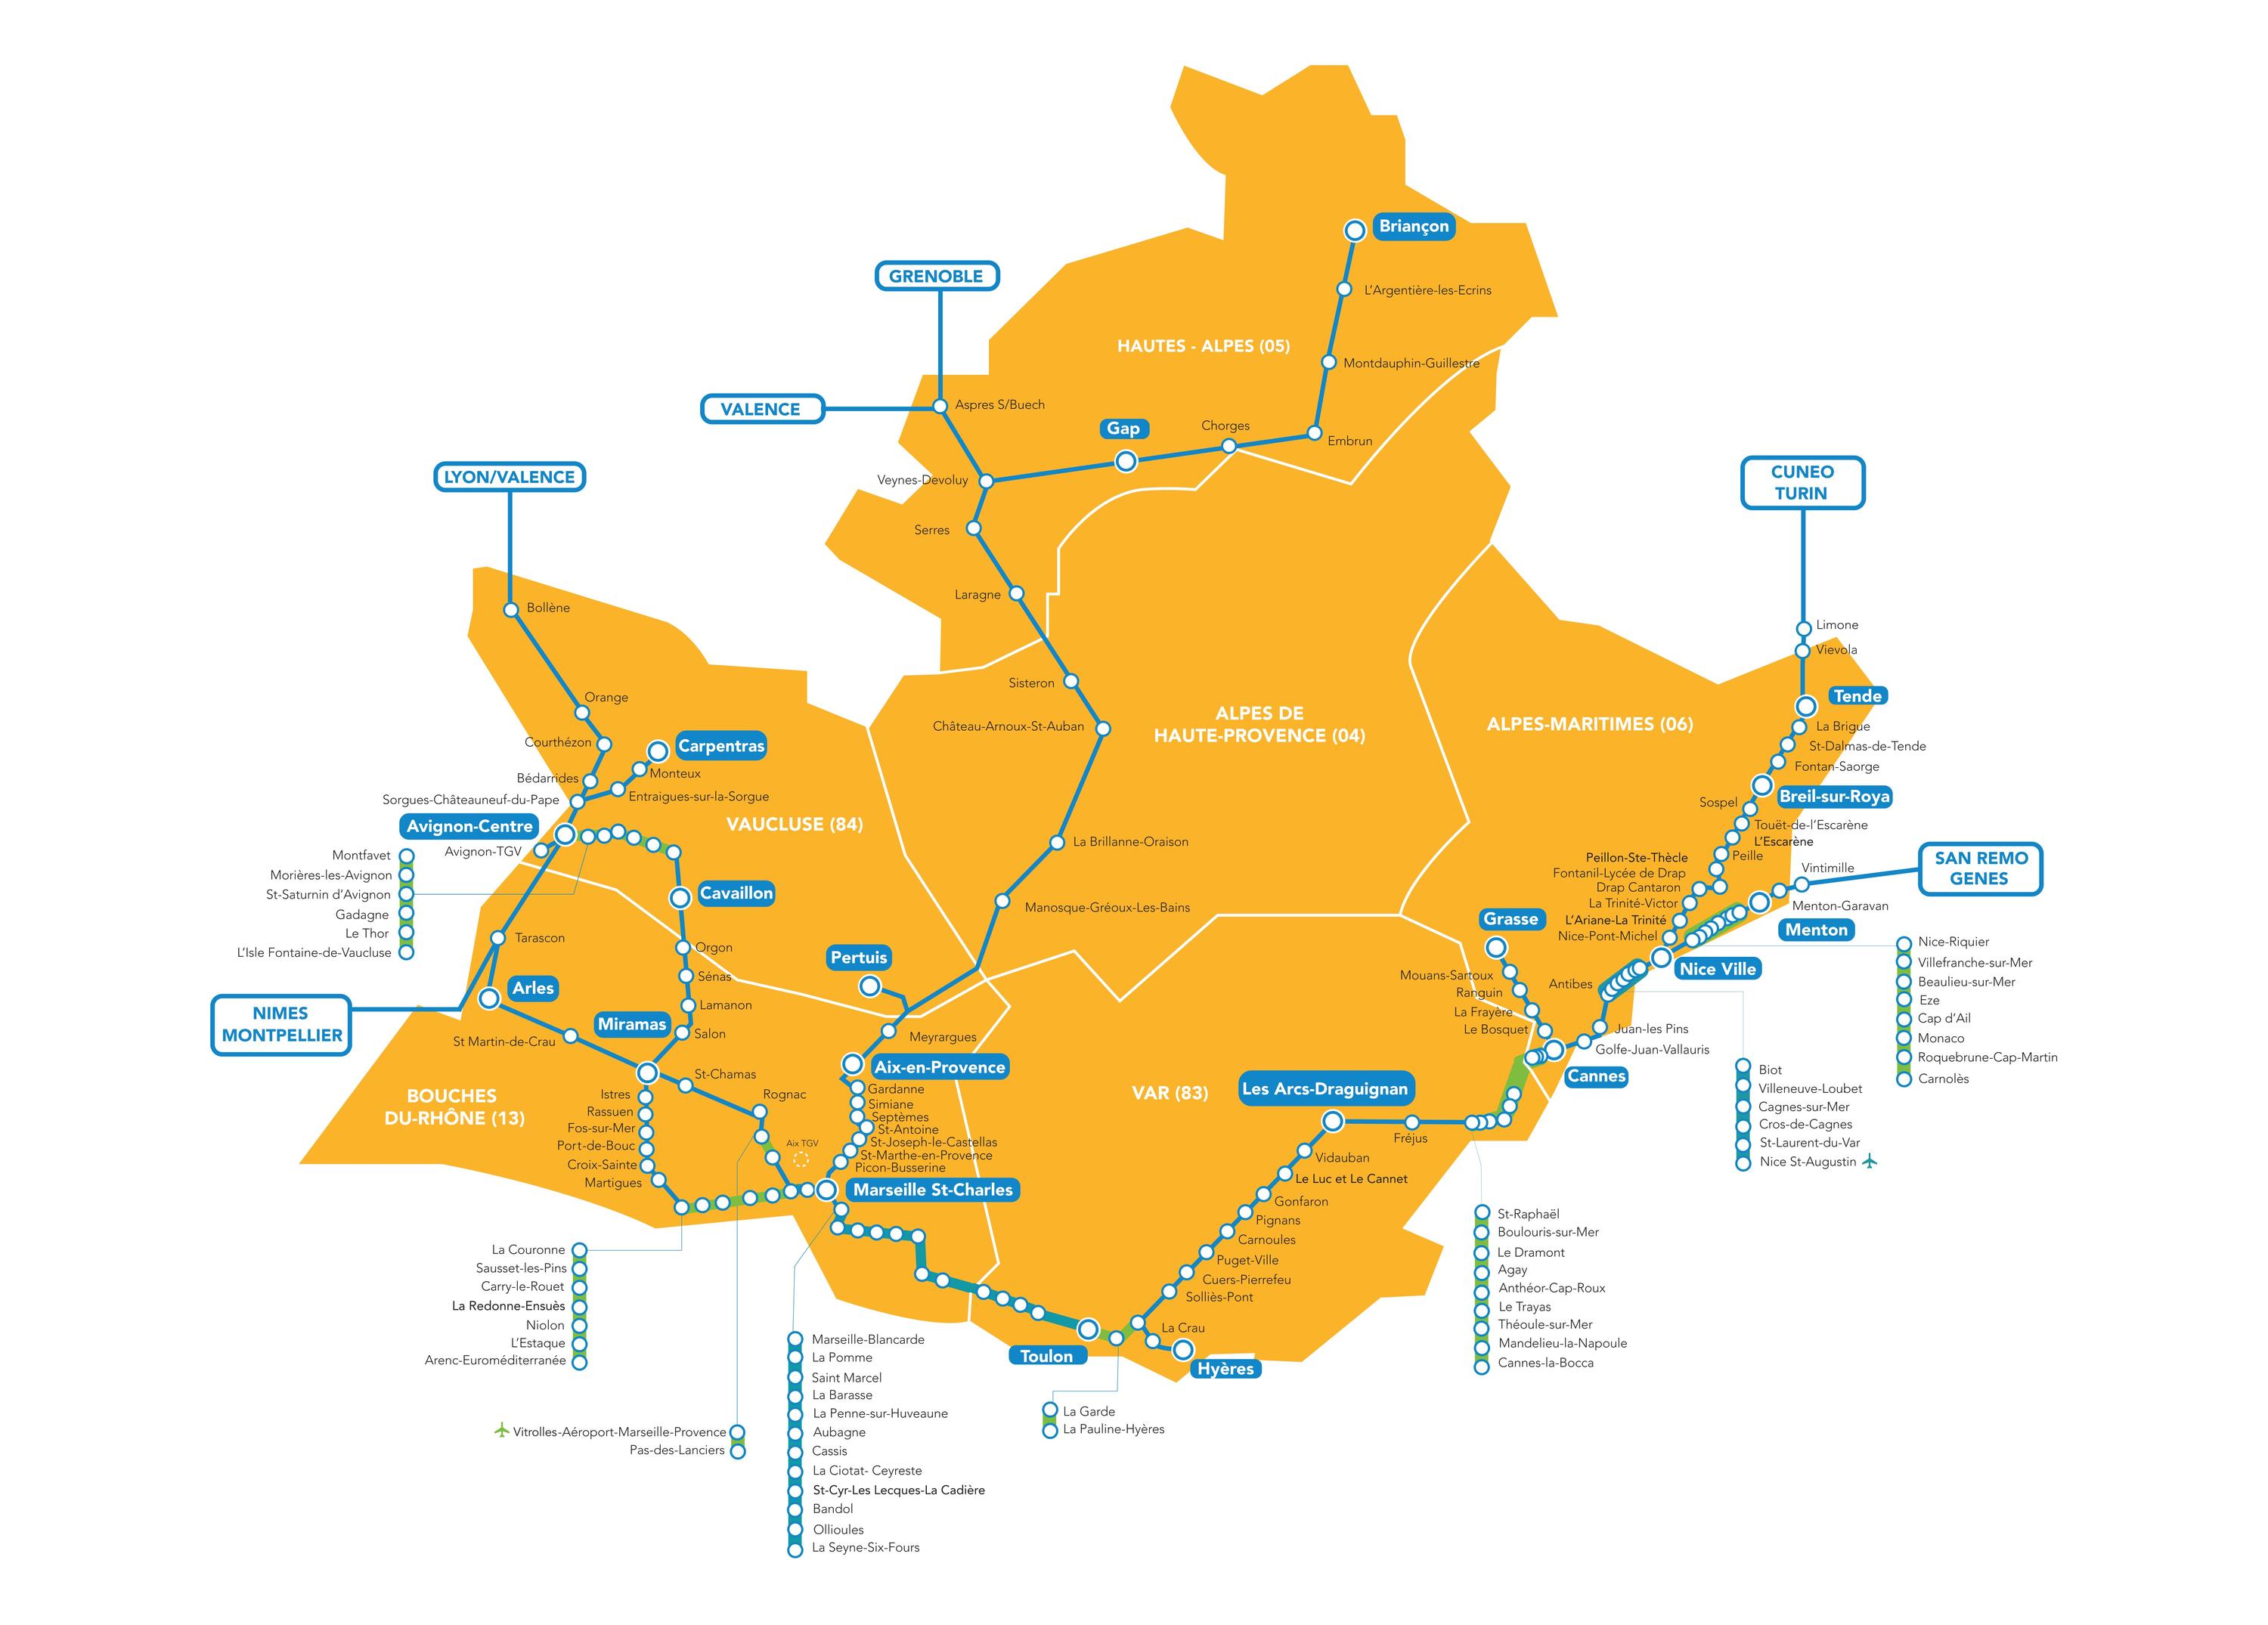 Briançon
GRENOBLE
L'Argentière-les-Ecrins
HAUTES - ALPES (05)
Montdauphin-Guillestre
VALENCE
Aspres S/Buech
Gap
Chorges
Embrun
LYON/VALENCE
Veynes-Devoluy
CUNEO
TURIN
Serres
Laragne
Bollène
Limone
Vievola
Sisteron
Orange
Tende
Château-Arnoux-St-Auban
ALPES DE
HAUTE-PROVENCE (04)
ALPES-MARITIMES (06)
La Brigue
Courthézon
Carpentras
St-Dalmas-de-Tende
Monteux
Fontan-Saorge
Bédarrides
Entraigues-sur-la-Sorgue
Breil-sur-Roya
Sorgues-Châteauneuf-du-Pape
Sospel
Avignon-Centre
VAUCLUSE (84)
Touët-de-l'Escarène
La Brillanne-Oraison
L'Escarène
Avignon-TGV
Montfavet
Morières-les-Avignon
St-Saturnin d'Avignon
Gadagne
Le Thor
L'Isle Fontaine-de-Vaucluse
Peillon-Ste-Thècle
Peille
SAN REMO
GENES
Vintimille
Fontanil-Lycée de Drap
Drap Cantaron
La Trinité-Victor
L'Ariane-La Trinité
Nice-Pont-Michel
Menton-Garavan
Menton
Cavaillon
Manosque-Gréoux-Les-Bains
Grasse
Tarascon
Orgon
Pertuis
Nice Ville
Nice-Riquier
Villefranche-sur-Mer
Beaulieu-sur-Mer
Eze
Cap d'Ail
Monaco
Roquebrune-Cap-Martin
Carnolès
Sénas
Mouans-Sartoux
Antibes
Arles
Ranguin
Lamanon
La Frayère
NIMES
MONTPELLIER
Miramas
Salon
Le Bosquet
Juan-les Pins
St Martin-de-Crau
Meyrargues
Golfe-Juan-Vallauris
Aix-en-Provence
Cannes
St-Chamas
Biot
Villeneuve-Loubet
Cagnes-sur-Mer
Cros-de-Cagnes
St-Laurent-du-Var
Nice St-Augustin
BOUCHES
DU-RHÔNE (13)
Istres
Rassuen
Fos-sur-Mer
Port-de-Bouc
Croix-Sainte
Martigues
Rognac
Gardanne
Simiane
Septèmes
St-Antoine
St-Joseph-le-Castellas
St-Marthe-en-Provence
Picon-Busserine
Aix TGV
VAR (83)
Les Arcs-Draguignan
Fréjus
Vidauban
Le Luc et Le Cannet
Marseille St-Charles
Gonfaron
Pignans
Carnoules
Puget-Ville
Cuers-Pierrefeu
Solliès-Pont
St-Raphaël
Boulouris-sur-Mer
Le Dramont
Agay
Anthéor-Cap-Roux
Le Trayas
Théoule-sur-Mer
Mandelieu-la-Napoule
Cannes-la-Bocca
La Couronne
Sausset-les-Pins
Carry-le-Rouet
La Redonne-Ensuès
Niolon
L'Estaque
Arenc-Euroméditerranée
La Crau
Toulon
Hyères
Marseille-Blancarde
La Pomme
Saint Marcel
La Barasse
La Penne-sur-Huveaune
Aubagne
Cassis
La Ciotat- Ceyreste
St-Cyr-Les Lecques-La Cadière
Bandol
Ollioules
La Seyne-Six-Fours
La Garde
La Pauline-Hyères
Vitrolles-Aéroport-Marseille-Provence
Pas-des-Lanciers